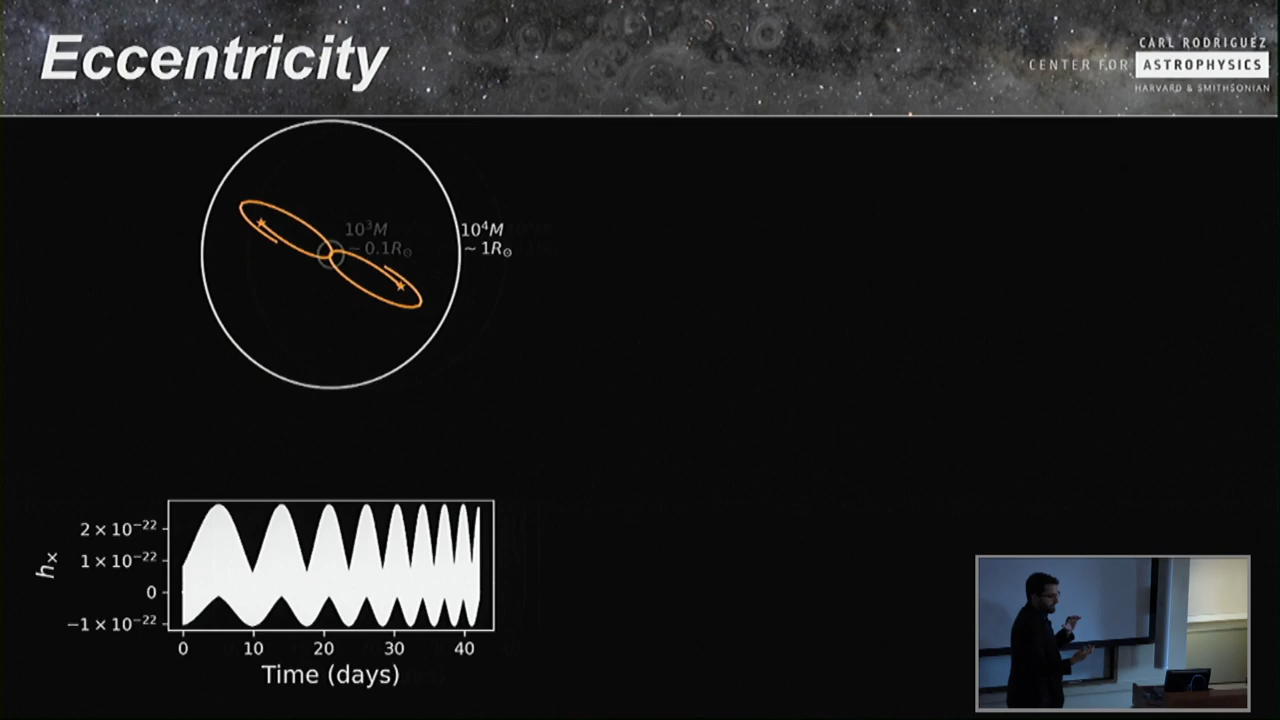 Eccentricity
CARL RODRIGUEZ
CENTER FOR ASTROPHYSICS
HARVARD & SMITHSONIAN
10³M
~ 0.1R⊙
10⁴M
~ 1R⊙
h×
2 × 10⁻²²
1 × 10⁻²²
0
−1 × 10⁻²²
0 10 20 30 40
Time (days)